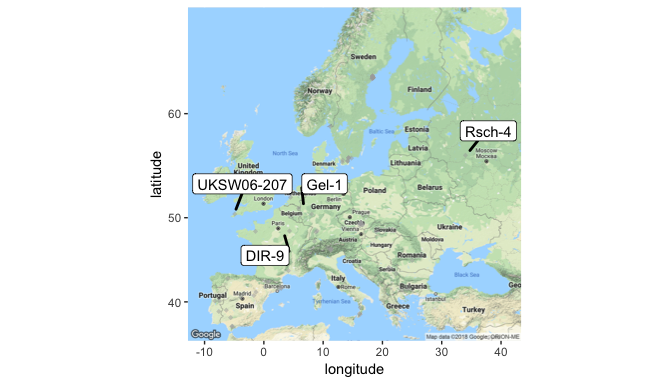 Sweden
Norway
Finland
60
Estonia
Rsch-4
Baltic Sea
Latvia
Moscow
Москва
North Sea
Denmark
Lithuania
United
Kingdom
UKSW06-207
Gel-1
Berlin
Poland
Belarus
London
Germany
latitude
50
Belgium
Prague
Czechia
Ukraine
Paris
Vienna
Slovakia
Austria
Hungary
Moldova
DIR-9
Croatia
Romania
Serbia
Black Sea
Italy
Bulgaria
Portugal
Madrid
Barcelona
Rome
Istanbul
Geo
40
Spain
Tyrrhenian Sea
Greece
Turkey
Google
Map data ©2018 Google, ORION-ME
-10
0
10
20
30
40
longitude